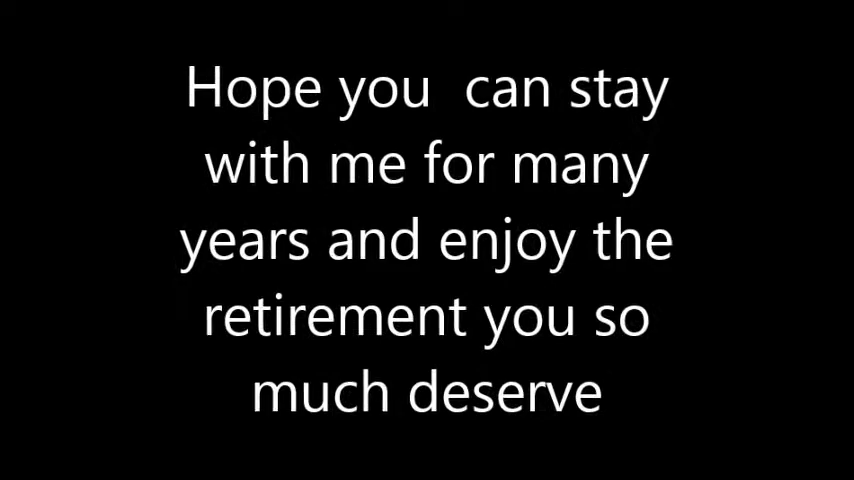 Hope you  can stay
with me for many
years and enjoy the
retirement you so
much deserve